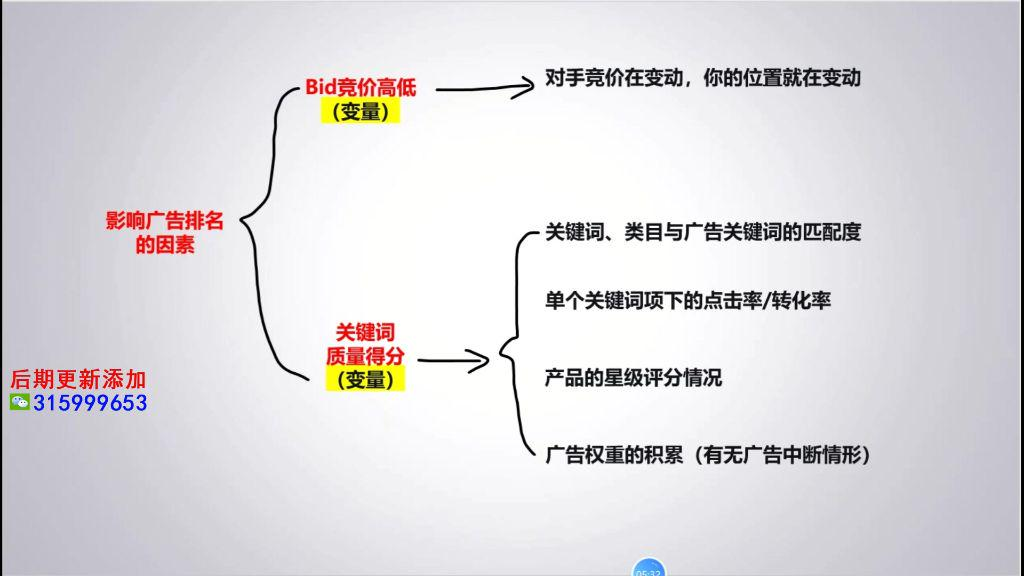 Bid竞价高低
（变量）
对手竞价在变动，你的位置就在变动
影响广告排名
的因素
关键词
质量得分
（变量）
关键词、类目与广告关键词的匹配度
单个关键词项下的点击率/转化率
产品的星级评分情况
广告权重的积累（有无广告中断情形）
后期更新添加
315999653
05:32